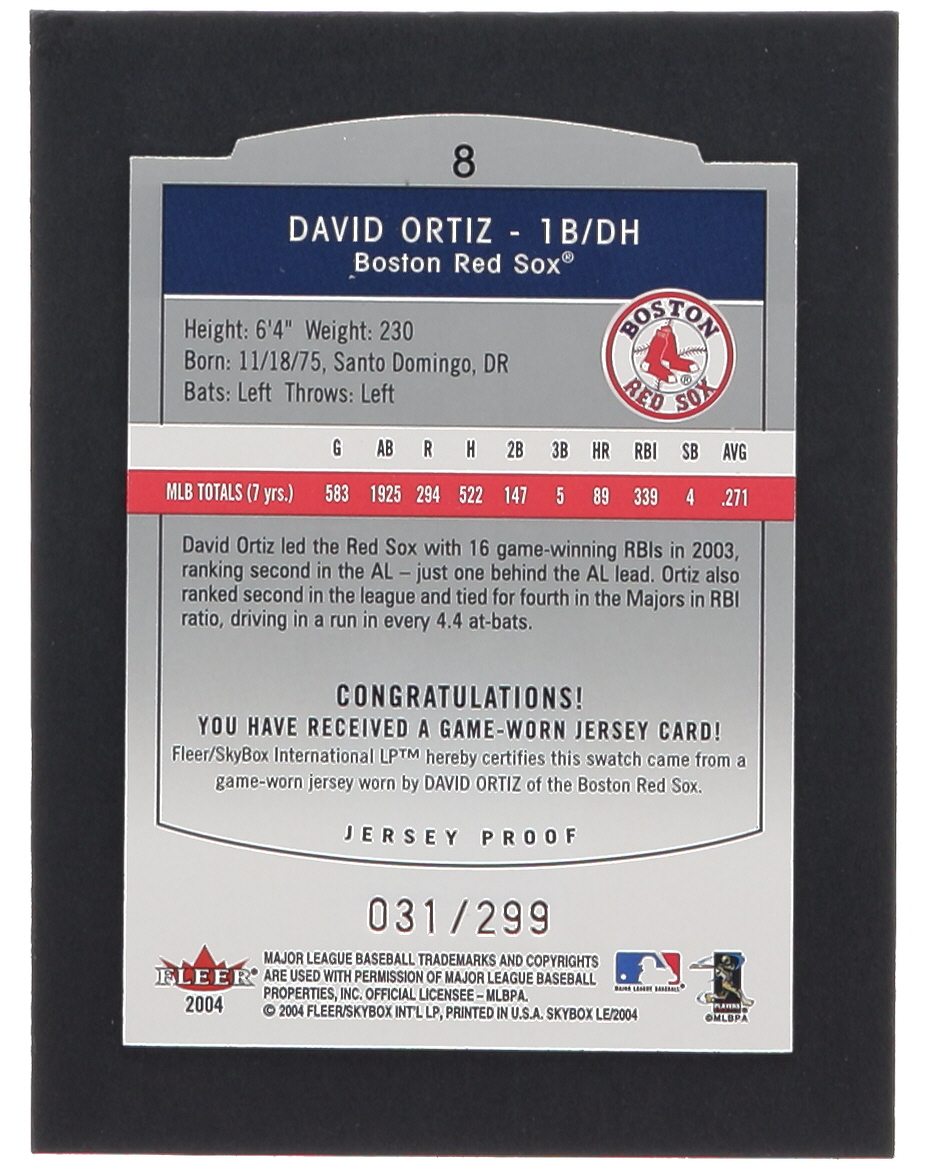 8
DAVID ORTIZ - 1B/DH
Boston Red Sox®
Height: 6'4" Weight: 230
Born: 11/18/75, Santo Domingo, DR
Bats: Left Throws: Left
BOSTON
RED SOX
®
G AB R H 2B 3B HR RBI SB AVG
MLB TOTALS (7 yrs.) 583 1925 294 522 147 5 89 339 4 .271
David Ortiz led the Red Sox with 16 game-winning RBIs in 2003,
ranking second in the AL – just one behind the AL lead. Ortiz also
ranked second in the league and tied for fourth in the Majors in RBI
ratio, driving in a run in every 4.4 at-bats.
CONGRATULATIONS!
YOU HAVE RECEIVED A GAME-WORN JERSEY CARD!
Fleer/SkyBox International LP™ hereby certifies this swatch came from a
game-worn jersey worn by DAVID ORTIZ of the Boston Red Sox.
JERSEY PROOF
031/299
FLEER®
2004
MAJOR LEAGUE BASEBALL TRADEMARKS AND COPYRIGHTS
ARE USED WITH PERMISSION OF MAJOR LEAGUE BASEBALL
PROPERTIES, INC. OFFICIAL LICENSEE – MLBPA.
© 2004 FLEER/SKYBOX INT'L LP, PRINTED IN U.S.A. SKYBOX LE/2004
MAJOR LEAGUE BASEBALL®
PLAYERS
©MLBPA